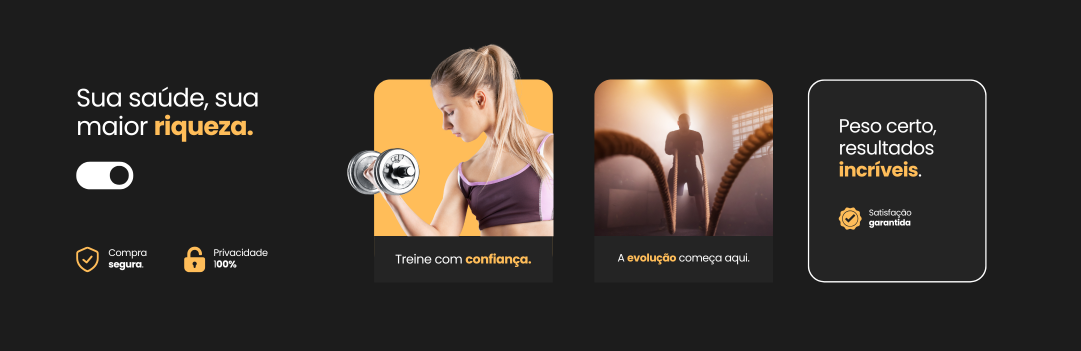 Sua saúde, sua
maior riqueza.
Compra
segura.
Privacidade
100%
Treine com confiança.
A evolução começa aqui.
Peso certo,
resultados
incríveis.
Satisfação
garantida